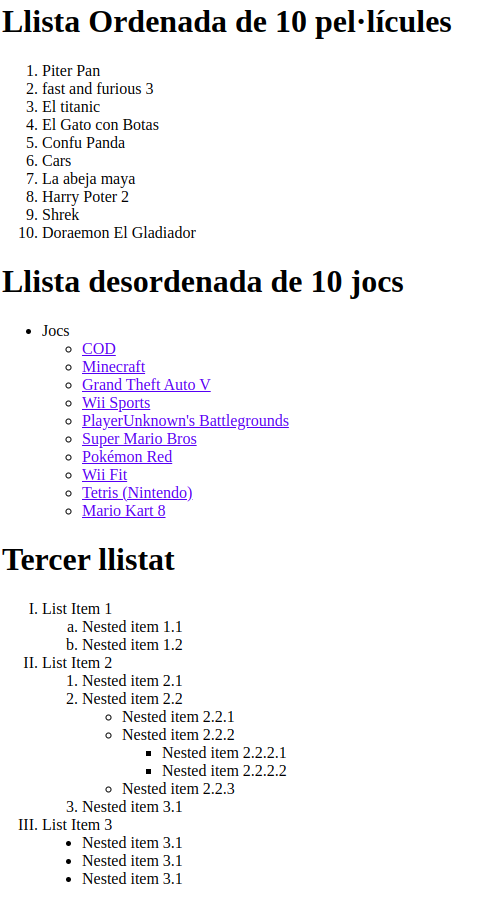 Llista Ordenada de 10 pel·lícules
1. Piter Pan
2. fast and furious 3
3. El titanic
4. El Gato con Botas
5. Confu Panda
6. Cars
7. La abeja maya
8. Harry Poter 2
9. Shrek
10. Doraemon El Gladiador
Llista desordenada de 10 jocs
• Jocs
◦ COD
◦ Minecraft
◦ Grand Theft Auto V
◦ Wii Sports
◦ PlayerUnknown's Battlegrounds
◦ Super Mario Bros
◦ Pokémon Red
◦ Wii Fit
◦ Tetris (Nintendo)
◦ Mario Kart 8
Tercer llistat
I. List Item 1
a. Nested item 1.1
b. Nested item 1.2
II. List Item 2
1. Nested item 2.1
2. Nested item 2.2
◦ Nested item 2.2.1
◦ Nested item 2.2.2
▪ Nested item 2.2.2.1
▪ Nested item 2.2.2.2
◦ Nested item 2.2.3
3. Nested item 3.1
III. List Item 3
• Nested item 3.1
• Nested item 3.1
• Nested item 3.1